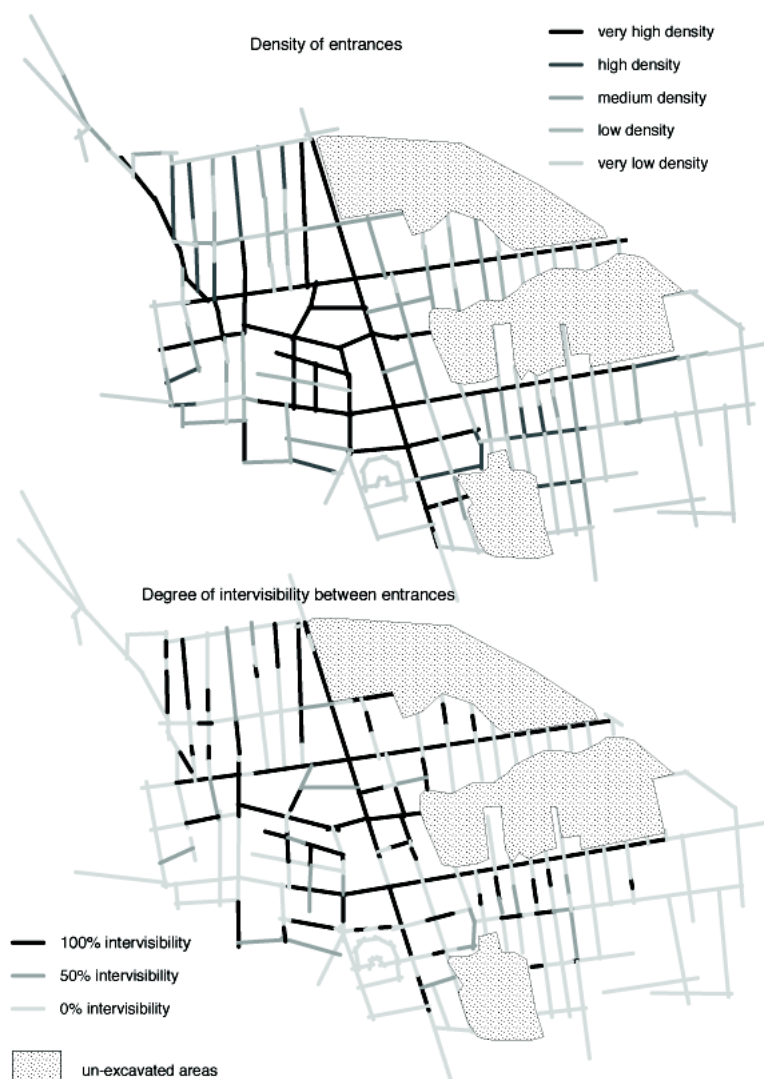 Density of entrances
very high density
high density
medium density
low density
very low density
Degree of intervisibility between entrances
100% intervisibility
50% intervisibility
0% intervisibility
un-excavated areas